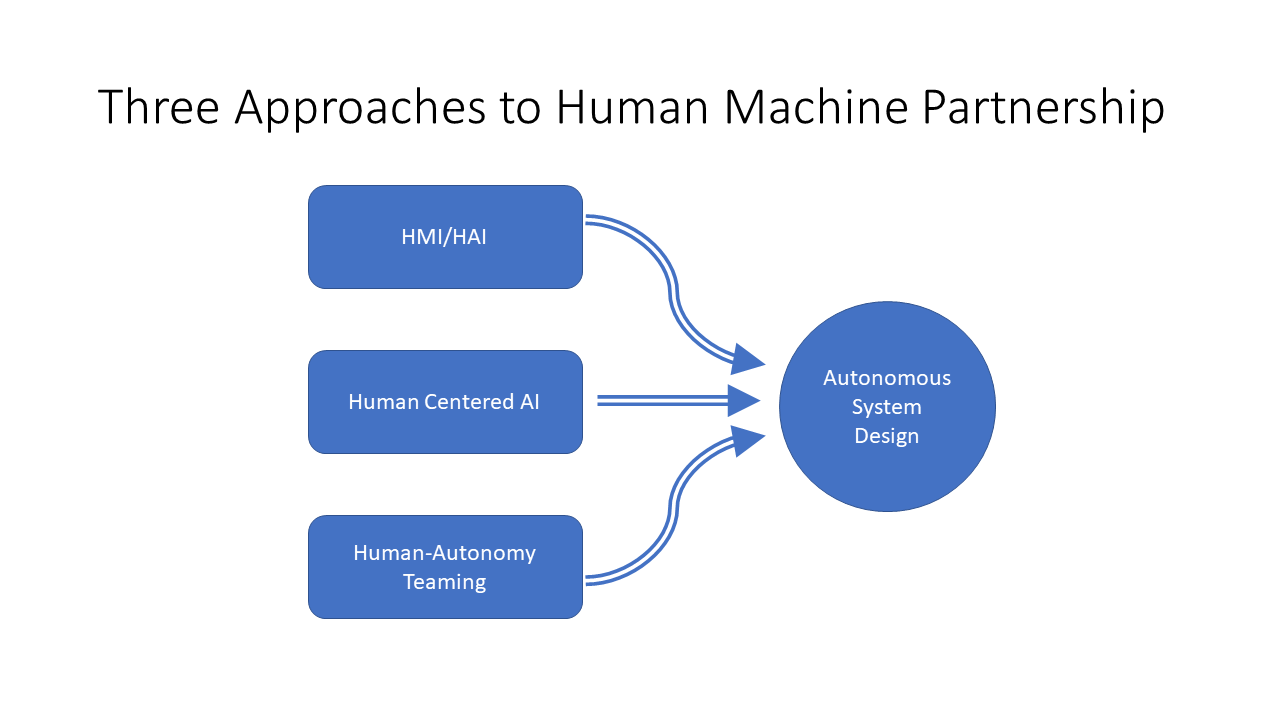 Three Approaches to Human Machine Partnership
HMI/HAI
Human Centered AI
Human-Autonomy
Teaming
Autonomous
System
Design